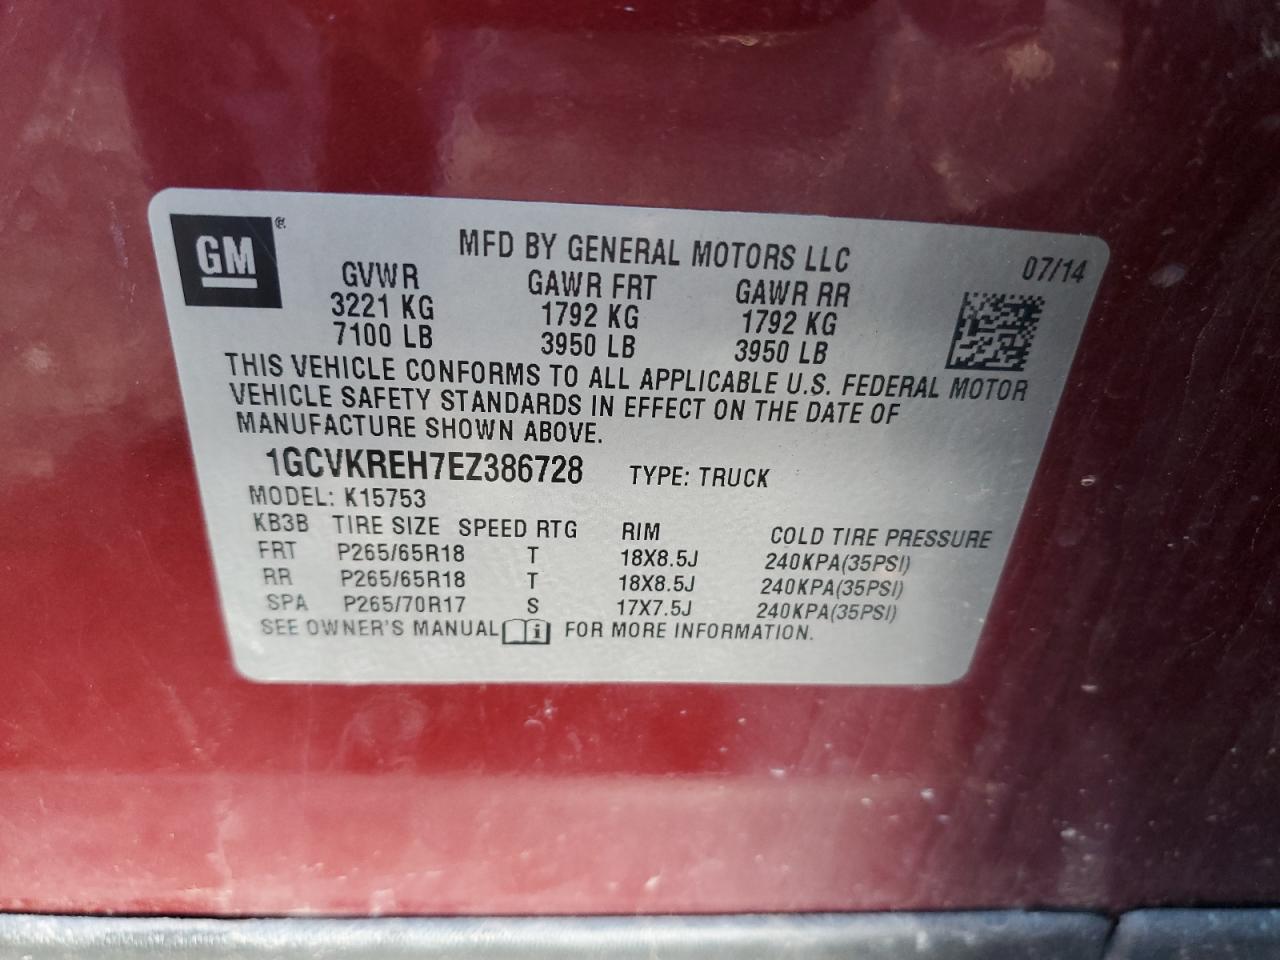 GM ®
MFD BY GENERAL MOTORS LLC 07/14
GVWR GAWR FRT GAWR RR
3221 KG 1792 KG 1792 KG
7100 LB 3950 LB 3950 LB
THIS VEHICLE CONFORMS TO ALL APPLICABLE U.S. FEDERAL MOTOR
VEHICLE SAFETY STANDARDS IN EFFECT ON THE DATE OF
MANUFACTURE SHOWN ABOVE.
1GCVKREH7EZ386728 TYPE: TRUCK
MODEL: K15753
KB3B TIRE SIZE SPEED RTG RIM COLD TIRE PRESSURE
FRT P265/65R18 T 18X8.5J 240KPA(35PSI)
RR P265/65R18 T 18X8.5J 240KPA(35PSI)
SPA P265/70R17 S 17X7.5J 240KPA(35PSI)
SEE OWNER'S MANUAL i FOR MORE INFORMATION.